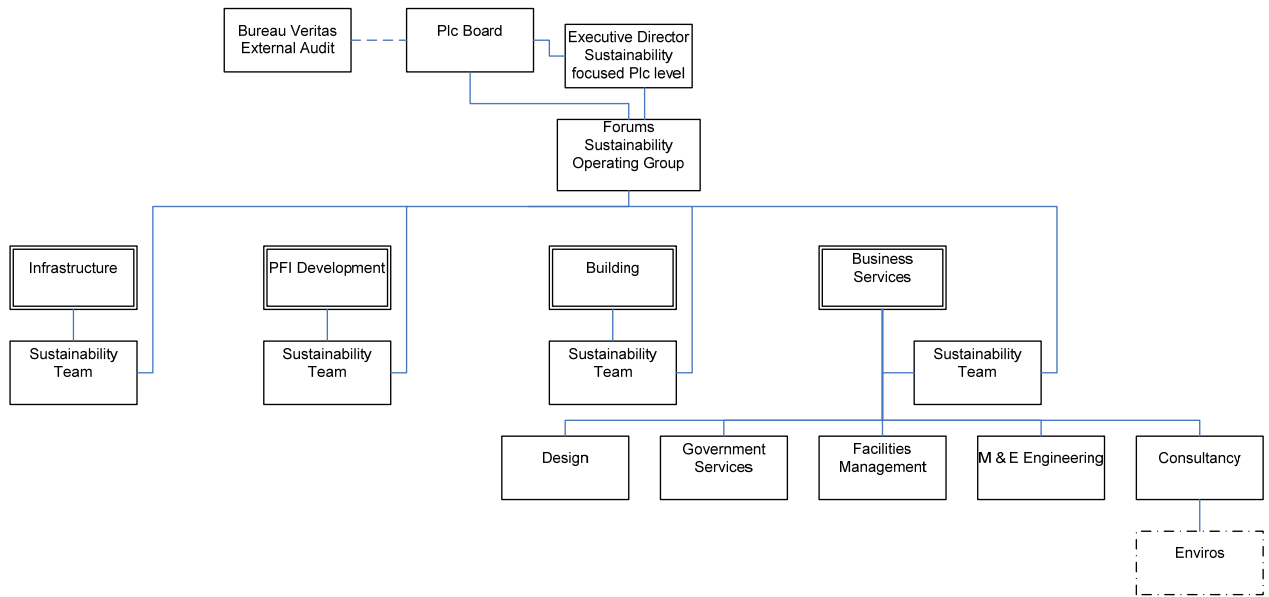 Bureau Veritas
External Audit
Plc Board
Executive Director
Sustainability
focused Plc level
Forums
Sustainability
Operating Group
Infrastructure
PFI Development
Building
Business
Services
Sustainability
Team
Sustainability
Team
Sustainability
Team
Sustainability
Team
Design
Government
Services
Facilities
Management
M & E Engineering
Consultancy
Enviros